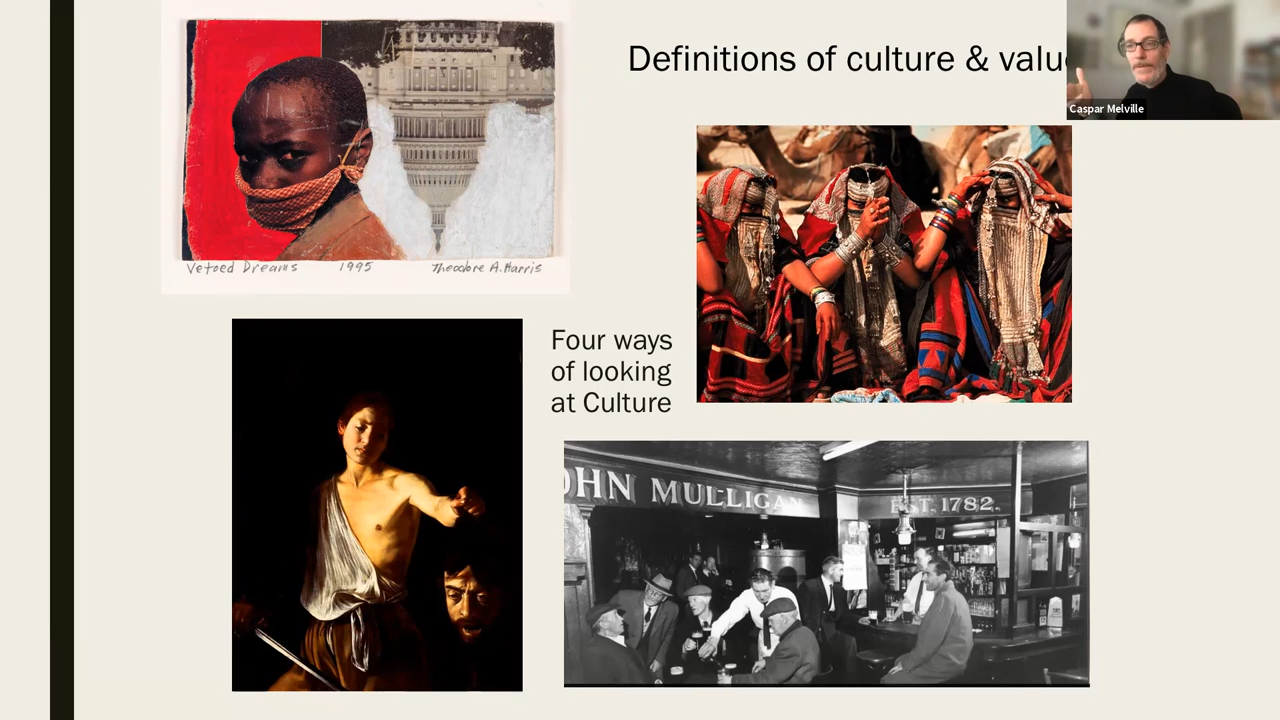 Definitions of culture & valu
Caspar Melville
Vetoed Dreams 1995 Theodore A. Harris
Four ways
of looking
at Culture
OHN MULLIGAN
EST. 1782.